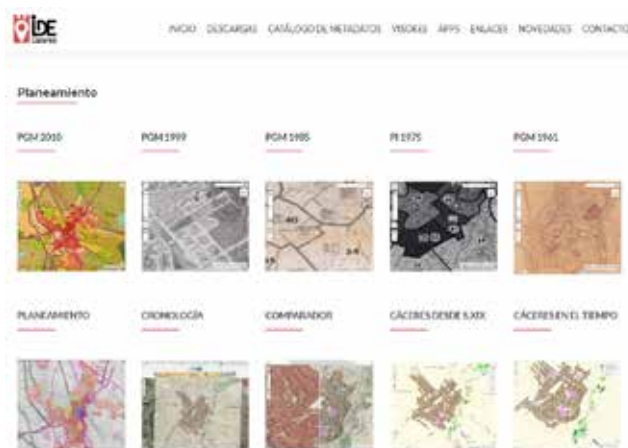 IDE
INICIO DESCARGAS CATÁLOGO DE METADATOS VISORES APPS ENLACES NOVEDADES CONTACTO
Planeamiento
PGM 2010 PGM 1999 PGM 1985 PI 1975 PGM 1961
PLANEAMIENTO CRONOLOGÍA COMPARADOR CÁCERES DESDE S.XIX CÁCERES EN EL TIEMPO